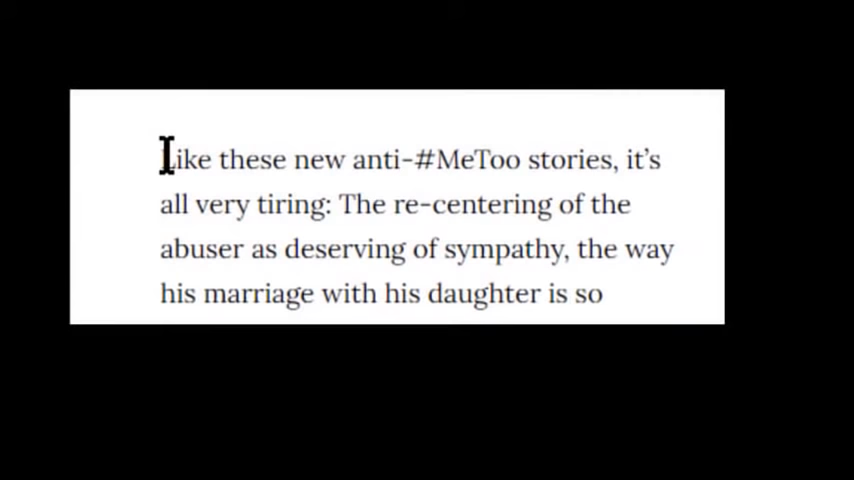 Like these new anti-#MeToo stories, it’s
all very tiring: The re-centering of the
abuser as deserving of sympathy, the way
his marriage with his daughter is so